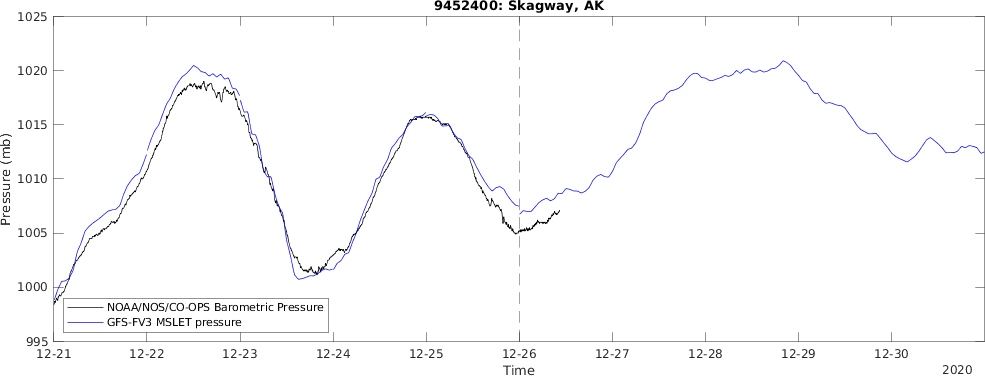 9452400: Skagway, AK
Pressure (mb)
1025
1020
1015
1010
1005
1000
995
NOAA/NOS/CO-OPS Barometric Pressure
GFS-FV3 MSLET pressure
12-21 12-22 12-23 12-24 12-25 12-26 12-27 12-28 12-29 12-30
Time
2020